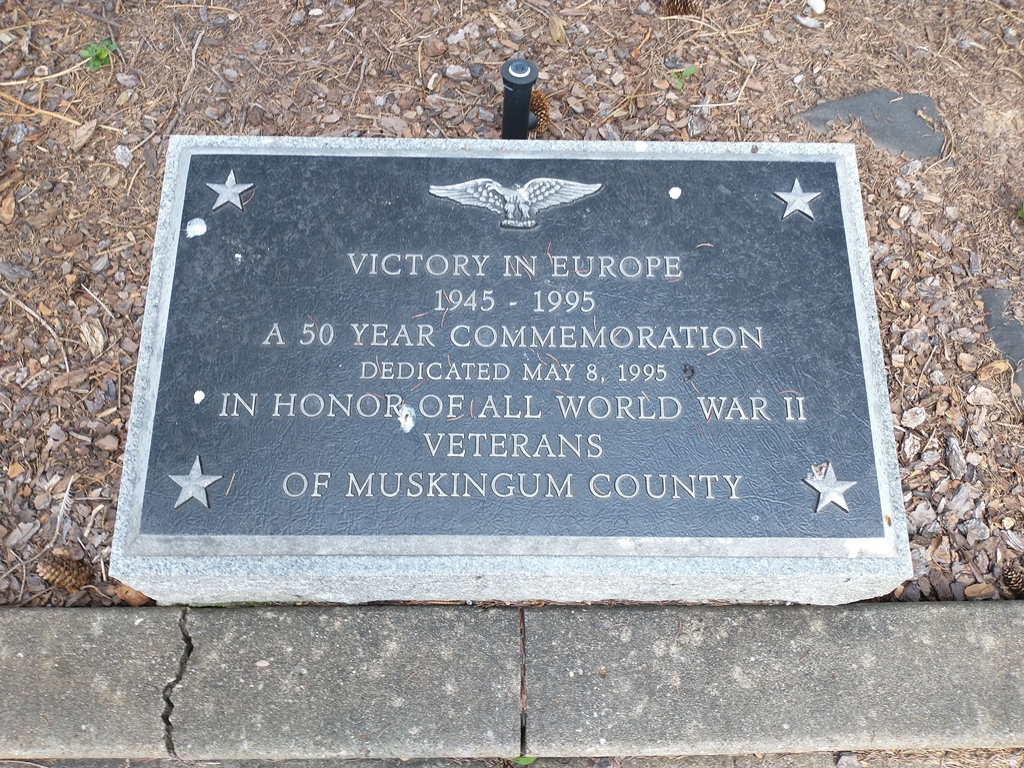 VICTORY IN EUROPE
1945 - 1995
A 50 YEAR COMMEMORATION
DEDICATED MAY 8, 1995
IN HONOR OF ALL WORLD WAR II
VETERANS
OF MUSKINGUM COUNTY